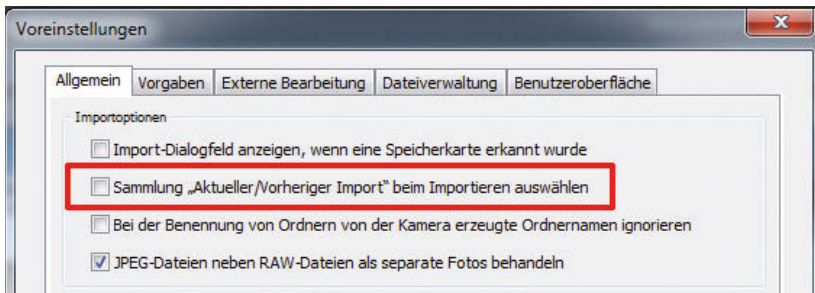 Voreinstellungen
Allgemein Vorgaben Externe Bearbeitung Dateiverwaltung Benutzeroberfläche
Importoptionen
Import-Dialogfeld anzeigen, wenn eine Speicherkarte erkannt wurde
Sammlung „Aktueller/Vorheriger Import“ beim Importieren auswählen
Bei der Benennung von Ordnern von der Kamera erzeugte Ordnernamen ignorieren
JPEG-Dateien neben RAW-Dateien als separate Fotos behandeln